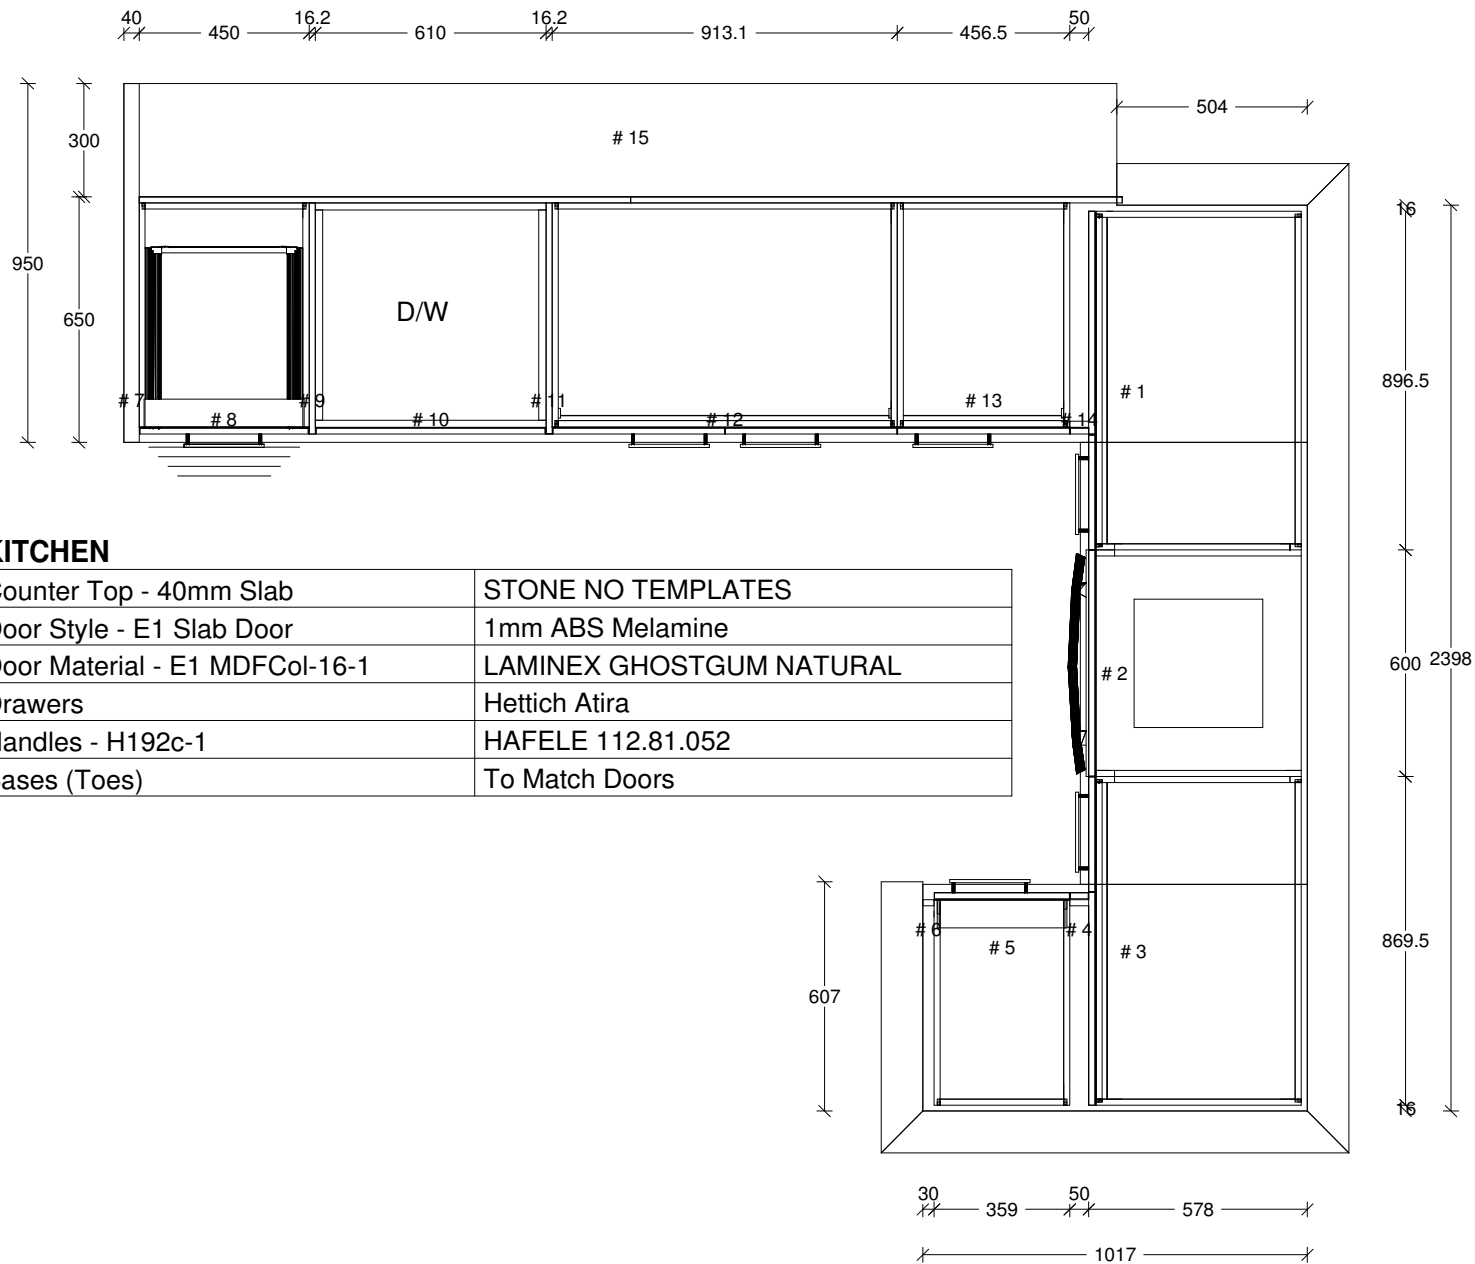 40 450 16.2 610 16.2 913.1 456.5 50
504
300
# 15
950
650
D/W
# 7
# 8
# 9
# 10
# 11
# 12
# 13
# 14
# 1
16
896.5
KITCHEN
Counter Top - 40mm Slab STONE NO TEMPLATES
Door Style - E1 Slab Door 1mm ABS Melamine
Door Material - E1 MDFCol-16-1 LAMINEX GHOSTGUM NATURAL
Drawers Hettich Atira
Handles - H192c-1 HAFELE 112.81.052
Bases (Toes) To Match Doors
# 2
600 2398
# 6
# 5
# 4
# 3
869.5
607
16
30 359 50 578
1017